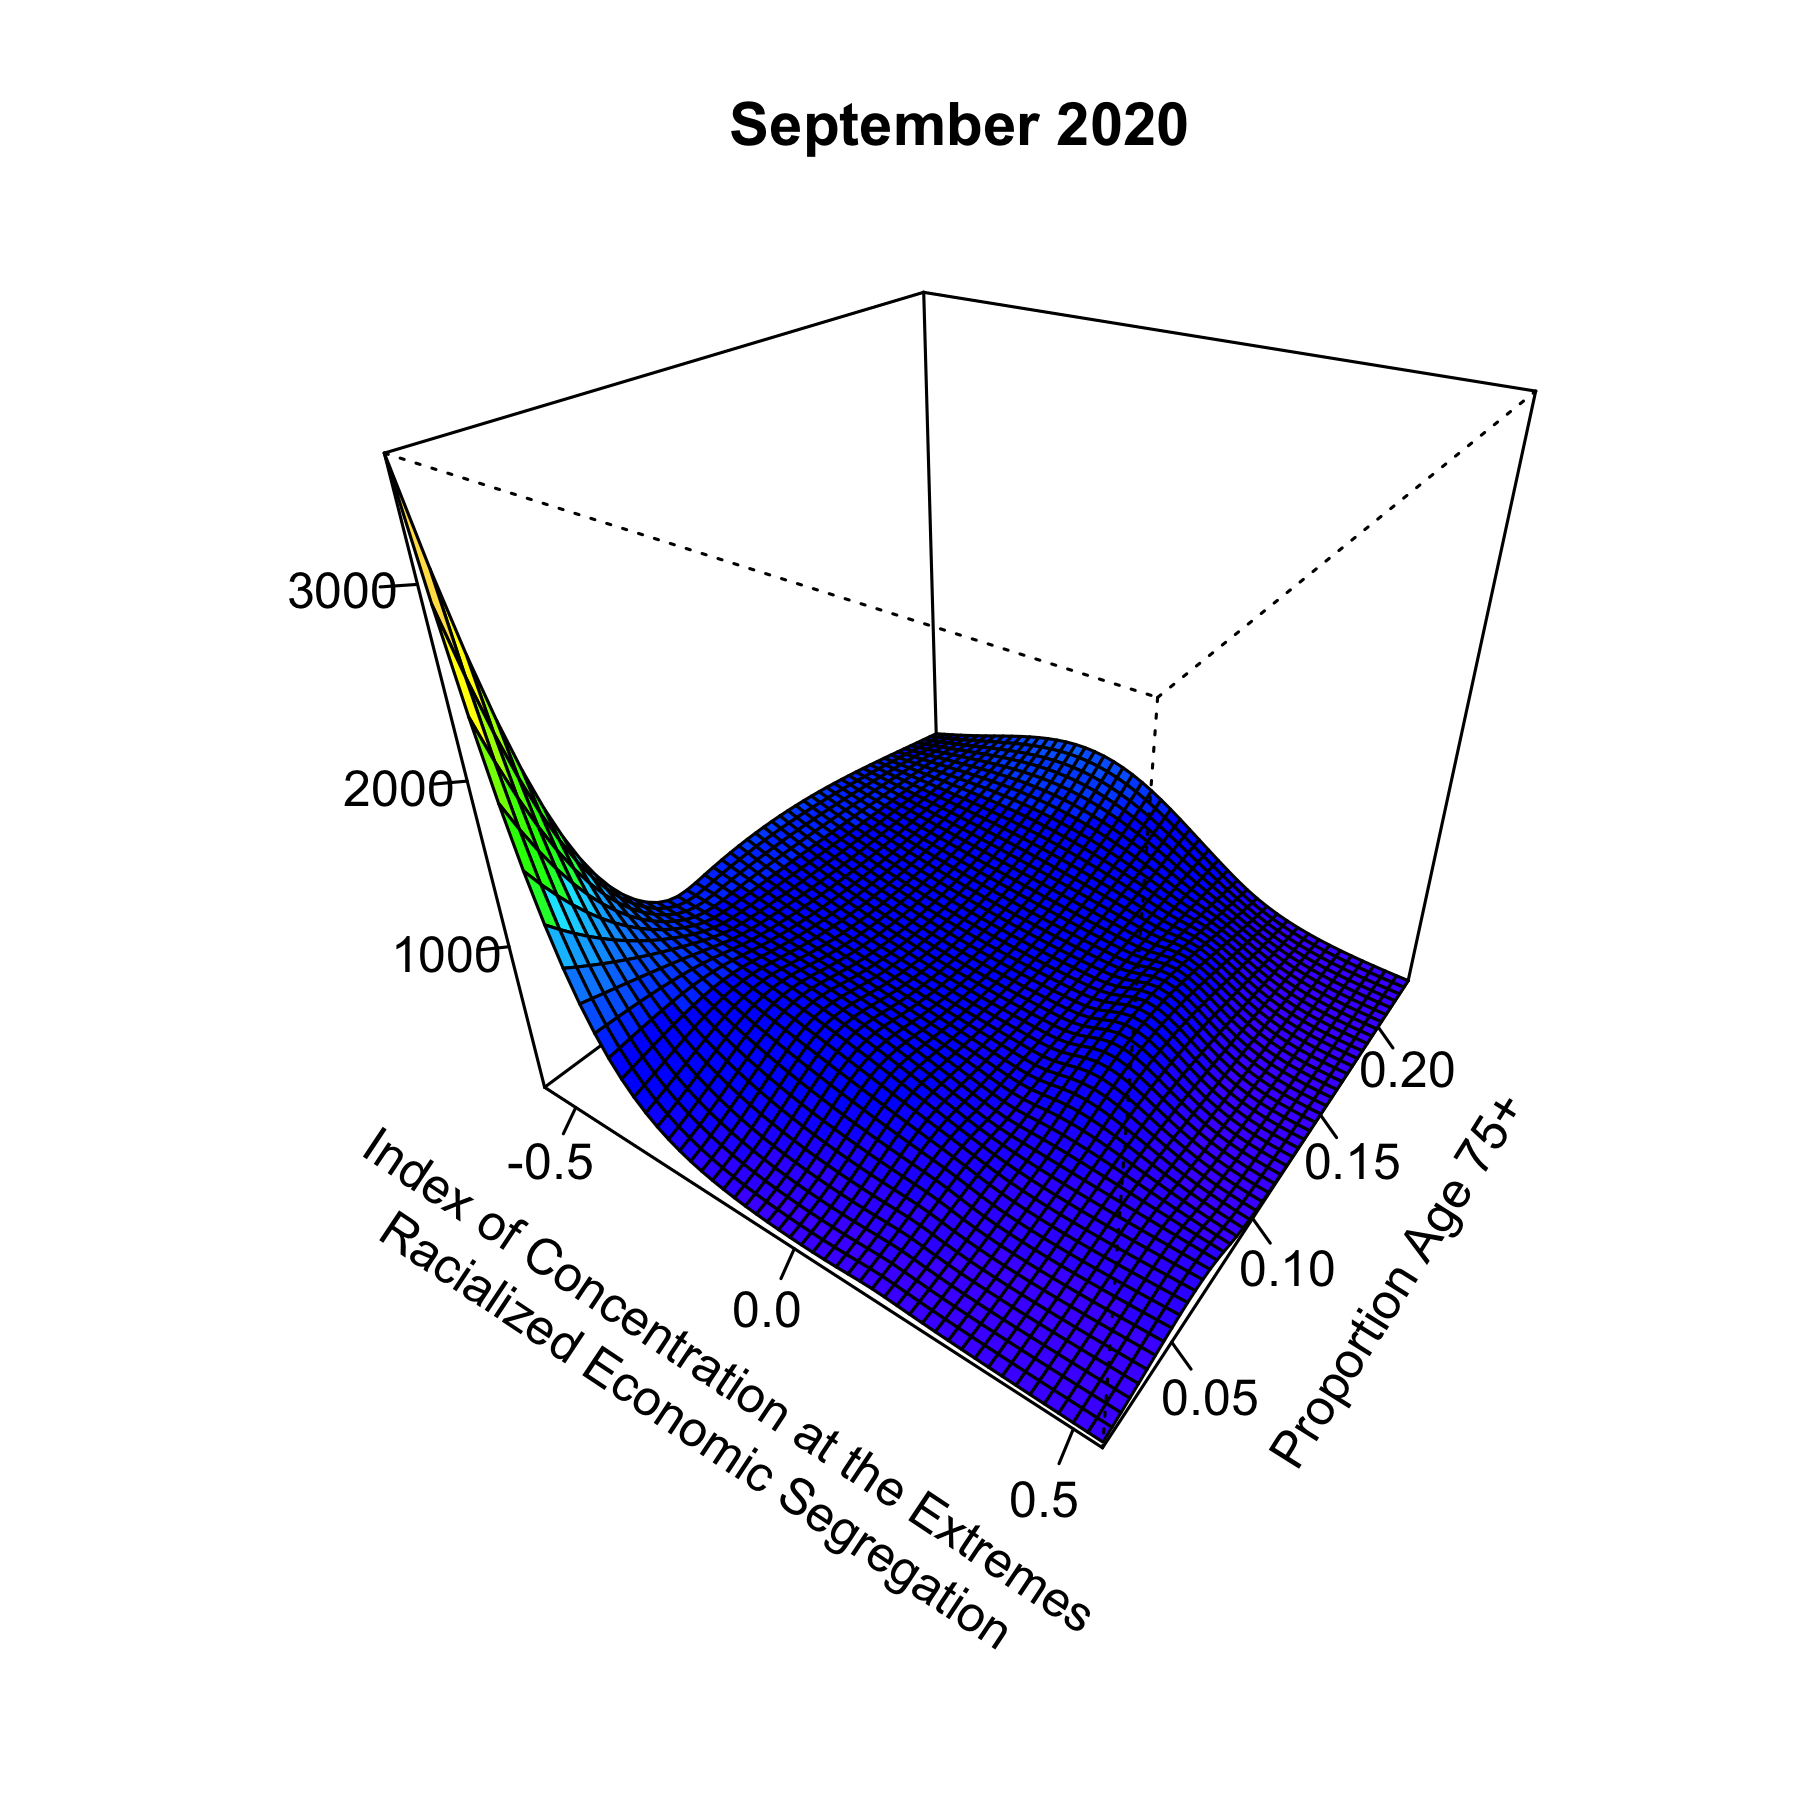 September 2020
3000
2000
1000
-0.5
0.0
0.5
Index of Concentration at the Extremes
Racialized Economic Segregation
0.05
0.10
0.15
0.20
Proportion Age 75+